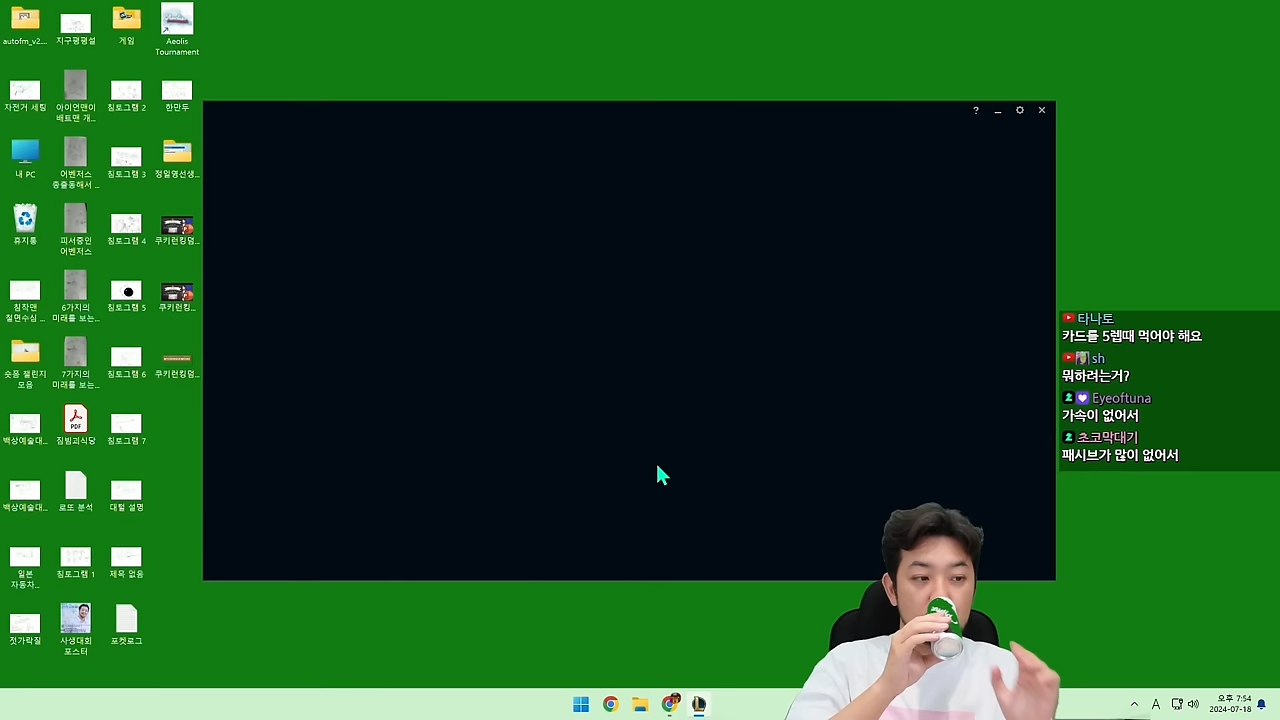 autofm_v2....
지구평평설
게임
Aeolis
Tournament
자전거 세팅
아이언맨이
배트맨 개...
침토그램 2
한만두
내 PC
어벤저스
총출동해서 ...
침토그램 3
정일영선생...
휴지통
피서중인
어벤저스
침토그램 4
쿠키런킹덤...
침착맨
절면수심 ...
6가지의
미래를 보는...
침토그램 5
쿠키런킹...
숏폼 챌린지
모음
7가지의
미래를 보는...
침토그램 6
쿠키런킹덤...
백상예술대...
PDF
짐빔괴식당
침토그램 7
백상예술대...
로또 분석
대털 설명
일본
자동차...
침토그램 1
제목 없음
젓가락질
사생대회
포스터
포켓로그
?
타나토
카드를 5렙때 먹어야 해요
sh
뭐하려는거?
Eyeoftuna
가속이 없어서
초코막대기
패시브가 많이 없어서
A
오후 7:54
2024-07-18